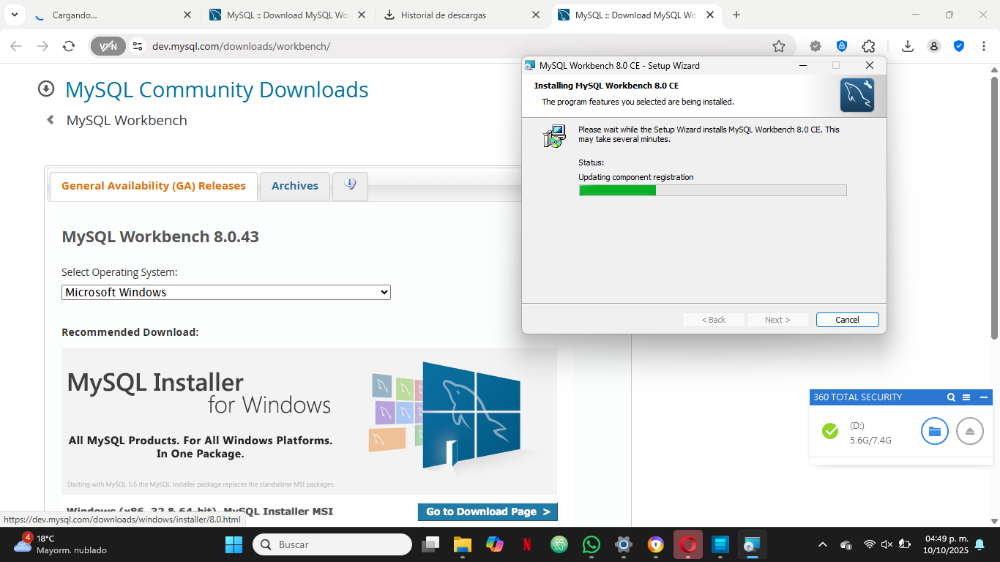 Cargando...
MySQL :: Download MySQL Wo
Historial de descargas
MySQL :: Download MySQL Wo
VPN
dev.mysql.com/downloads/workbench/
MySQL Community Downloads
MySQL Workbench
General Availability (GA) Releases
Archives
MySQL Workbench 8.0.43
Select Operating System:
Microsoft Windows
Recommended Download:
MySQL Installer
for Windows
All MySQL Products. For All Windows Platforms.
In One Package.
Starting with MySQL 5.6 the MySQL Installer package replaces the standalone MSI packages.
Windows (x86, 32 & 64-bit), MySQL Installer MSI
Go to Download Page >
https://dev.mysql.com/downloads/windows/installer/8.0.html
MySQL Workbench 8.0 CE - Setup Wizard
Installing MySQL Workbench 8.0 CE
The program features you selected are being installed.
Please wait while the Setup Wizard installs MySQL Workbench 8.0 CE. This
may take several minutes.
Status:
Updating component registration
< Back
Next >
Cancel
360 TOTAL SECURITY
(D:)
5.6G/7.4G
4
18°C
Mayorm. nublado
Buscar
04:49 p. m.
10/10/2025